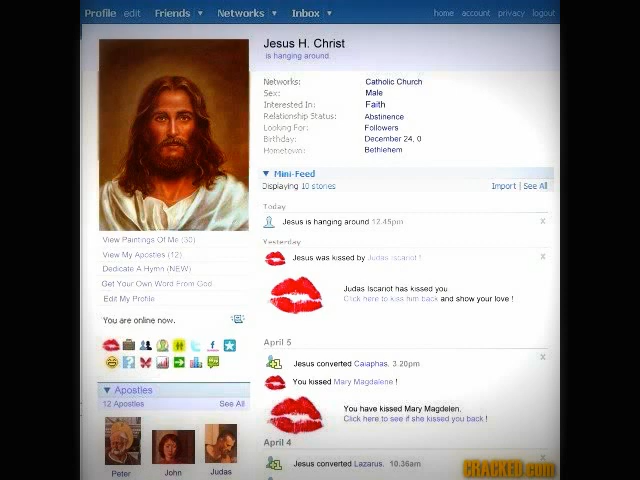 Profile edit Friends Networks Inbox home account privacy logout
Jesus H. Christ
is hanging around
Networks: Catholic Church
Sex: Male
Interested In: Faith
Relationship Status: Abstinence
Looking For: Followers
Birthday: December 24, 0
Hometown: Bethlehem
Mini-Feed
Displaying 10 stories Import | See All
Today
Jesus is hanging around 12.45pm X
Yesterday
Jesus was kissed by Judas Iscariot ! X
Judas Iscariot has kissed you.
Click here to kiss him back and show your love !
April 5
Jesus converted Caiaphas. 3 20pm X
You kissed Mary Magdalene !
You have kissed Mary Magdelen.
Click here to see if she kissed you back !
April 4
Jesus converted Lazarus. 10.36am
View Paintings Of Me (30)
View My Apostles (12)
Dedicate A Hymn (NEW)
Get Your Own Word From God
Edit My Profile
You are online now.
Apostles
12 Apostles See All
Peter John Judas
CRACKED.com